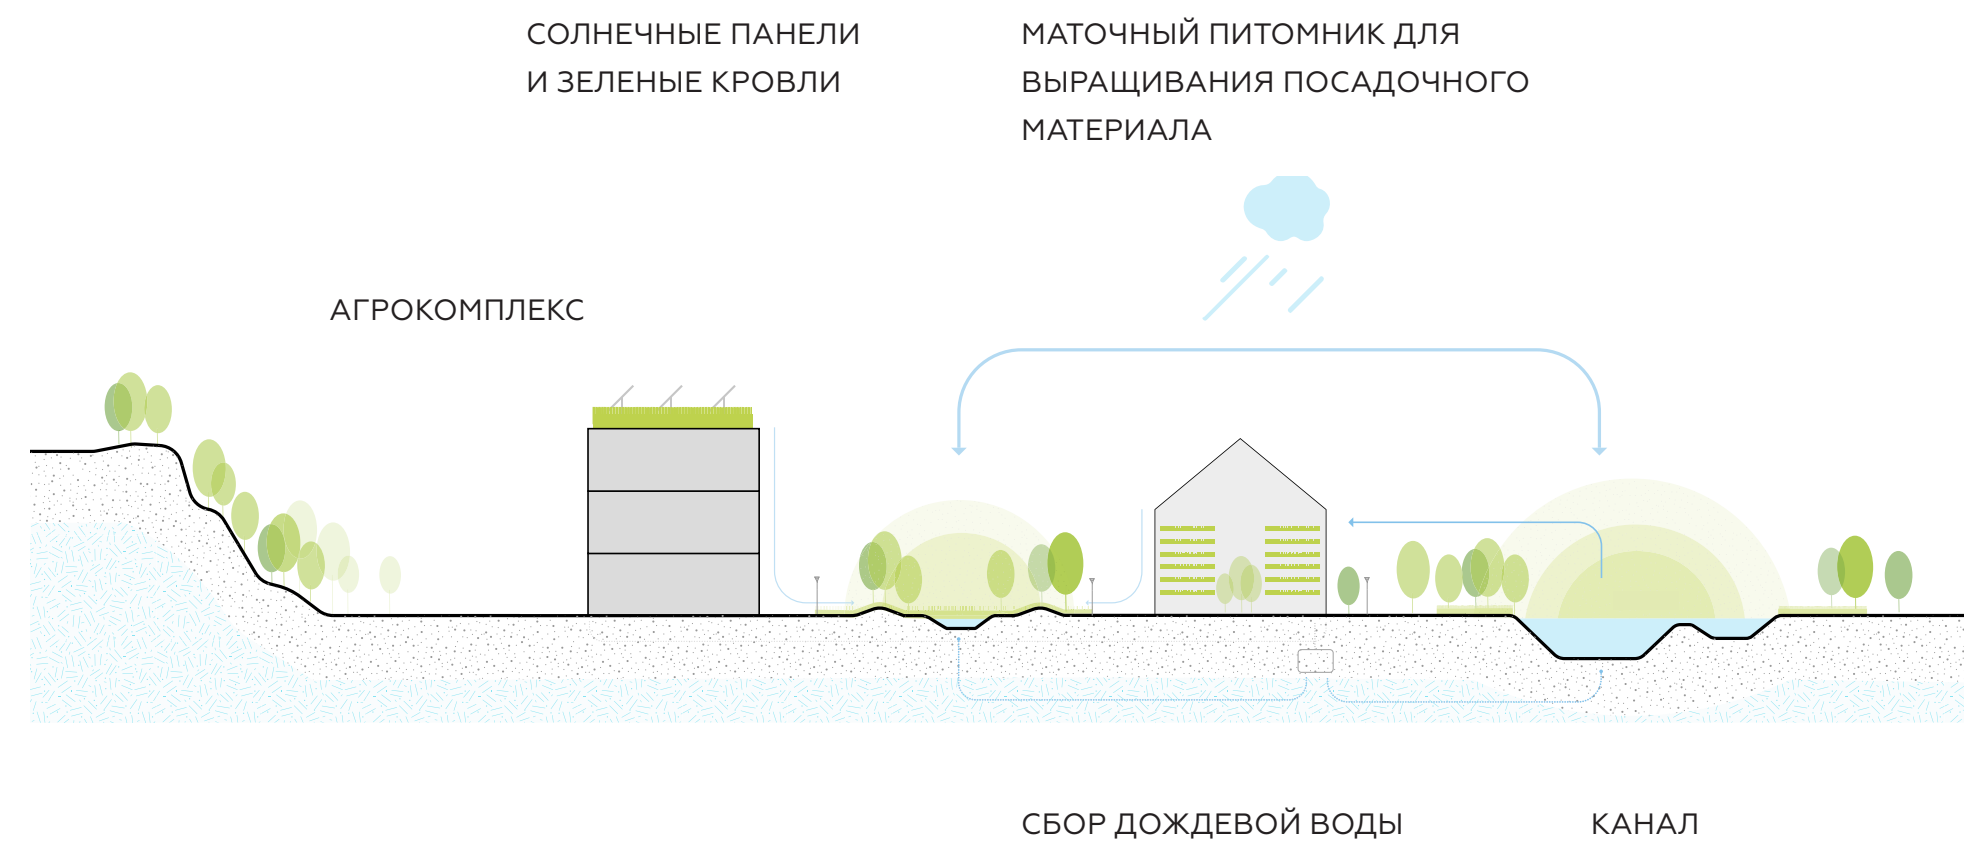 СОЛНЕЧНЫЕ ПАНЕЛИ
И ЗЕЛЕНЫЕ КРОВЛИ
МАТОЧНЫЙ ПИТОМНИК ДЛЯ
ВЫРАЩИВАНИЯ ПОСАДОЧНОГО
МАТЕРИАЛА
АГРОКОМПЛЕКС
СБОР ДОЖДЕВОЙ ВОДЫ
КАНАЛ